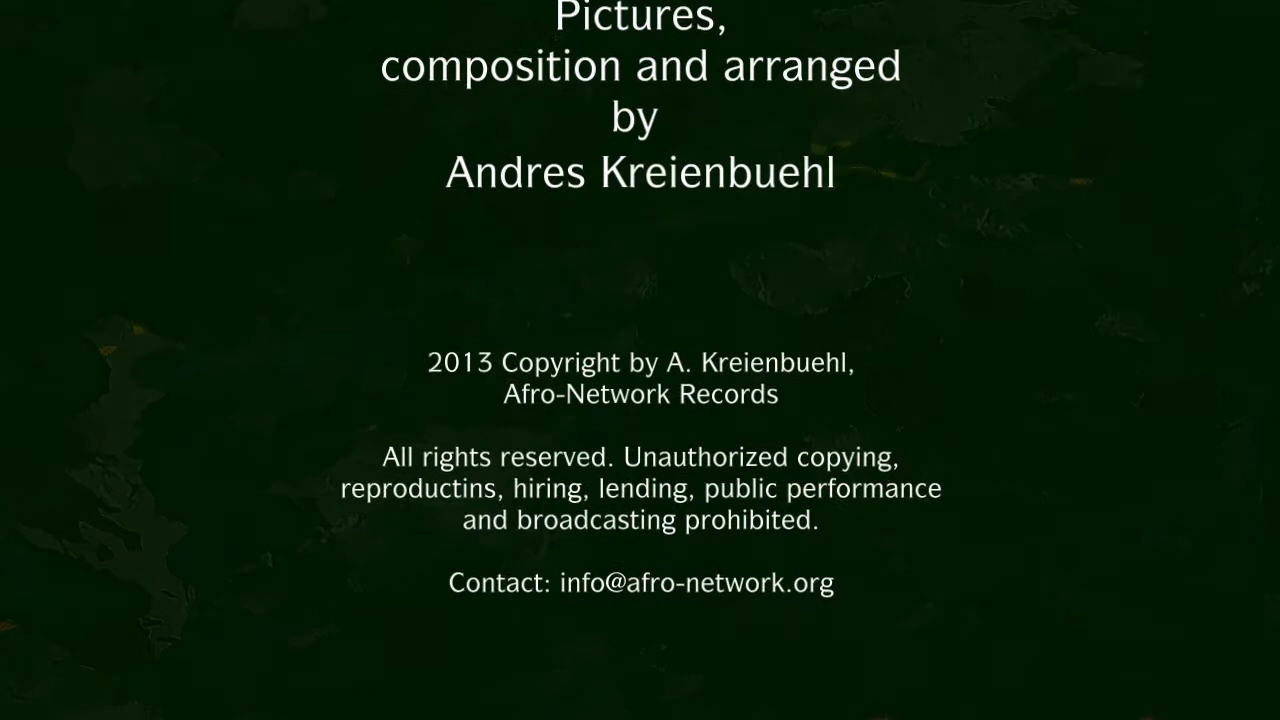 Pictures,
composition and arranged
by
Andres Kreienbuehl
2013 Copyright by A. Kreienbuehl,
Afro-Network Records
All rights reserved. Unauthorized copying,
reproductins, hiring, lending, public performance
and broadcasting prohibited.
Contact: info@afro-network.org